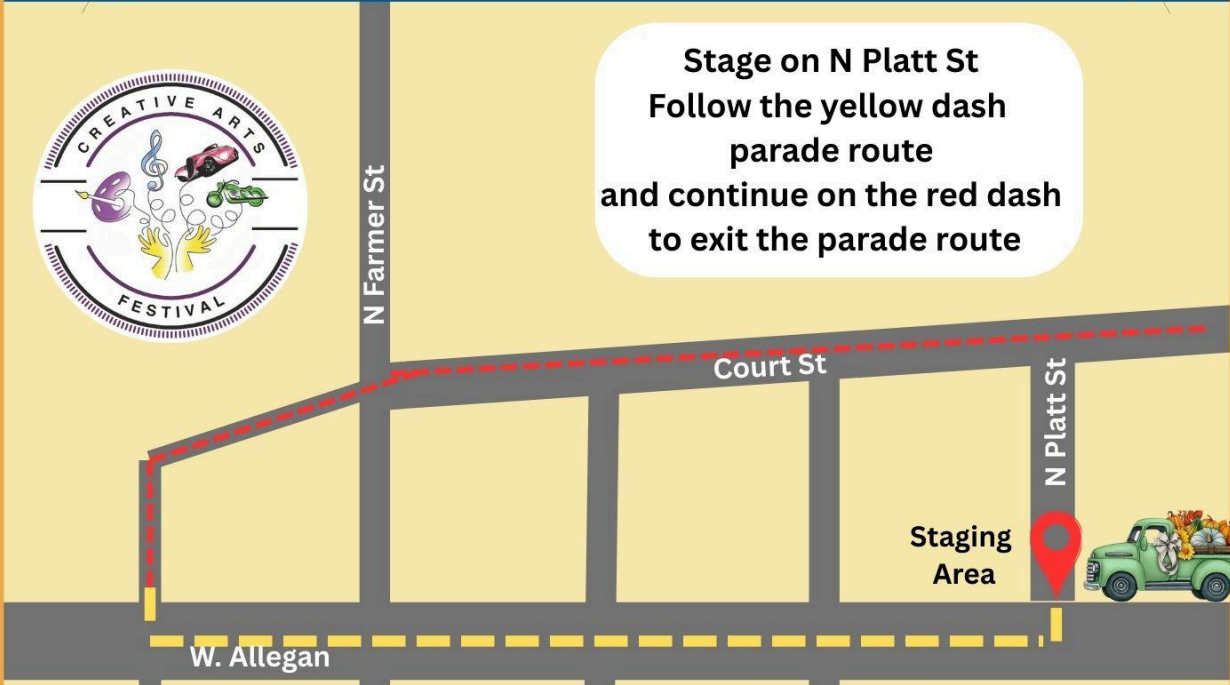 CREATIVE ARTS
FESTIVAL
Stage on N Platt St
Follow the yellow dash
parade route
and continue on the red dash
to exit the parade route
N Farmer St
Court St
N Platt St
Staging
Area
W. Allegan